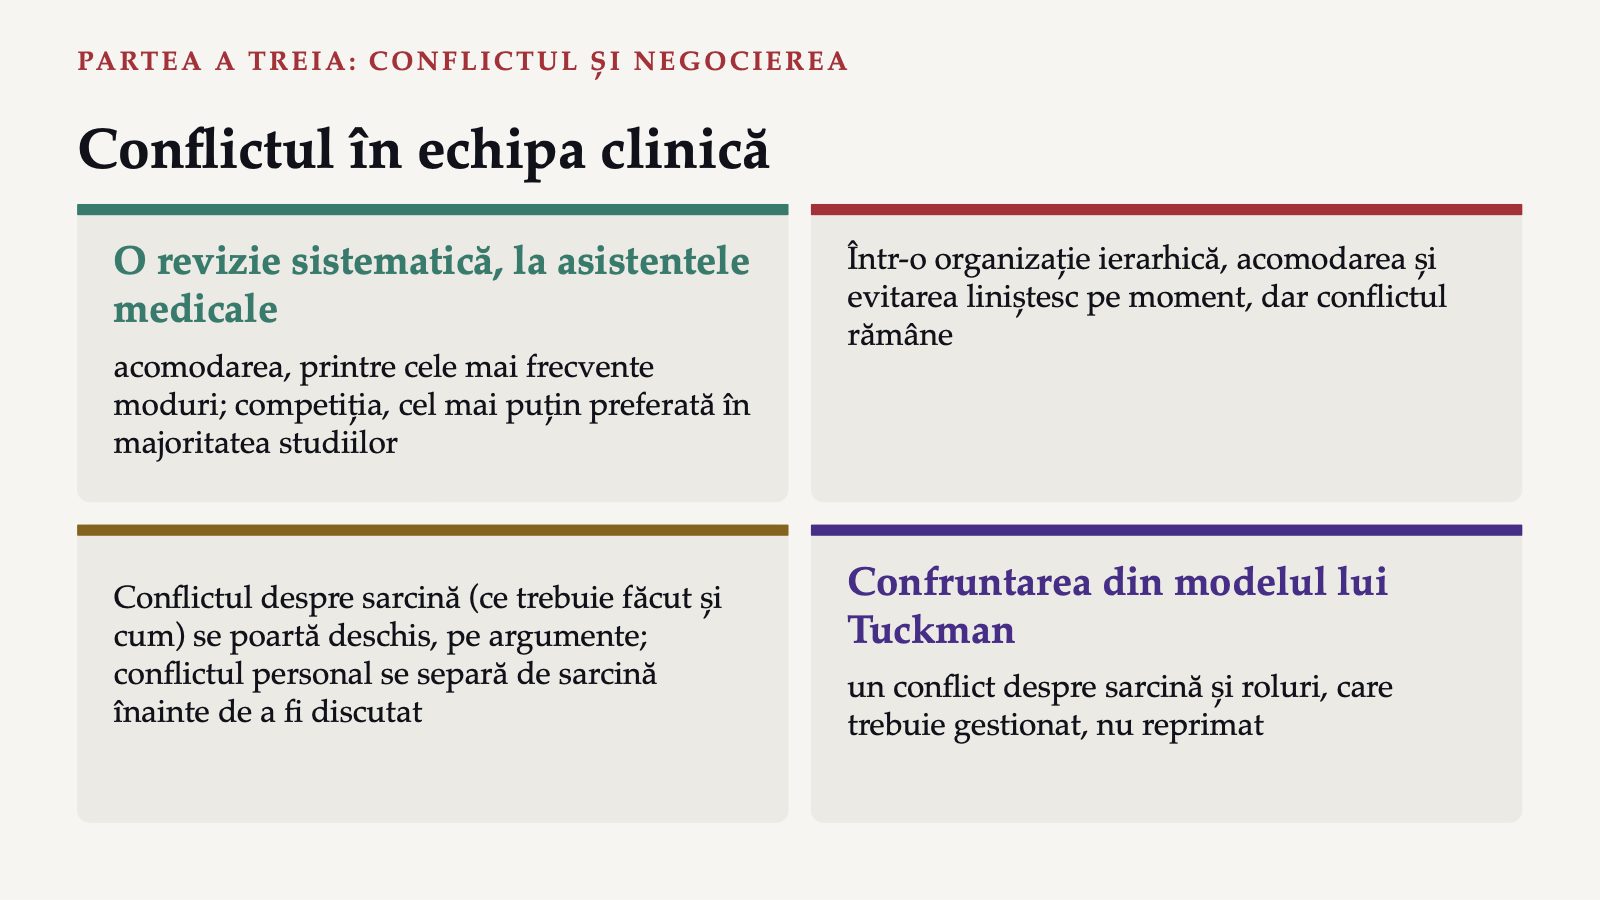 PARTEA A TREIA: CONFLICTUL ȘI NEGOCIEREA
Conflictul în echipa clinică
O revizie sistematică, la asistentele
medicale
acomodarea, printre cele mai frecvente
moduri; competiția, cel mai puțin preferată în
majoritatea studiilor
Într-o organizație ierarhică, acomodarea și
evitarea liniștesc pe moment, dar conflictul
rămâne
Conflictul despre sarcină (ce trebuie făcut și
cum) se poartă deschis, pe argumente;
conflictul personal se separă de sarcină
înainte de a fi discutat
Confruntarea din modelul lui
Tuckman
un conflict despre sarcină și roluri, care
trebuie gestionat, nu reprimat